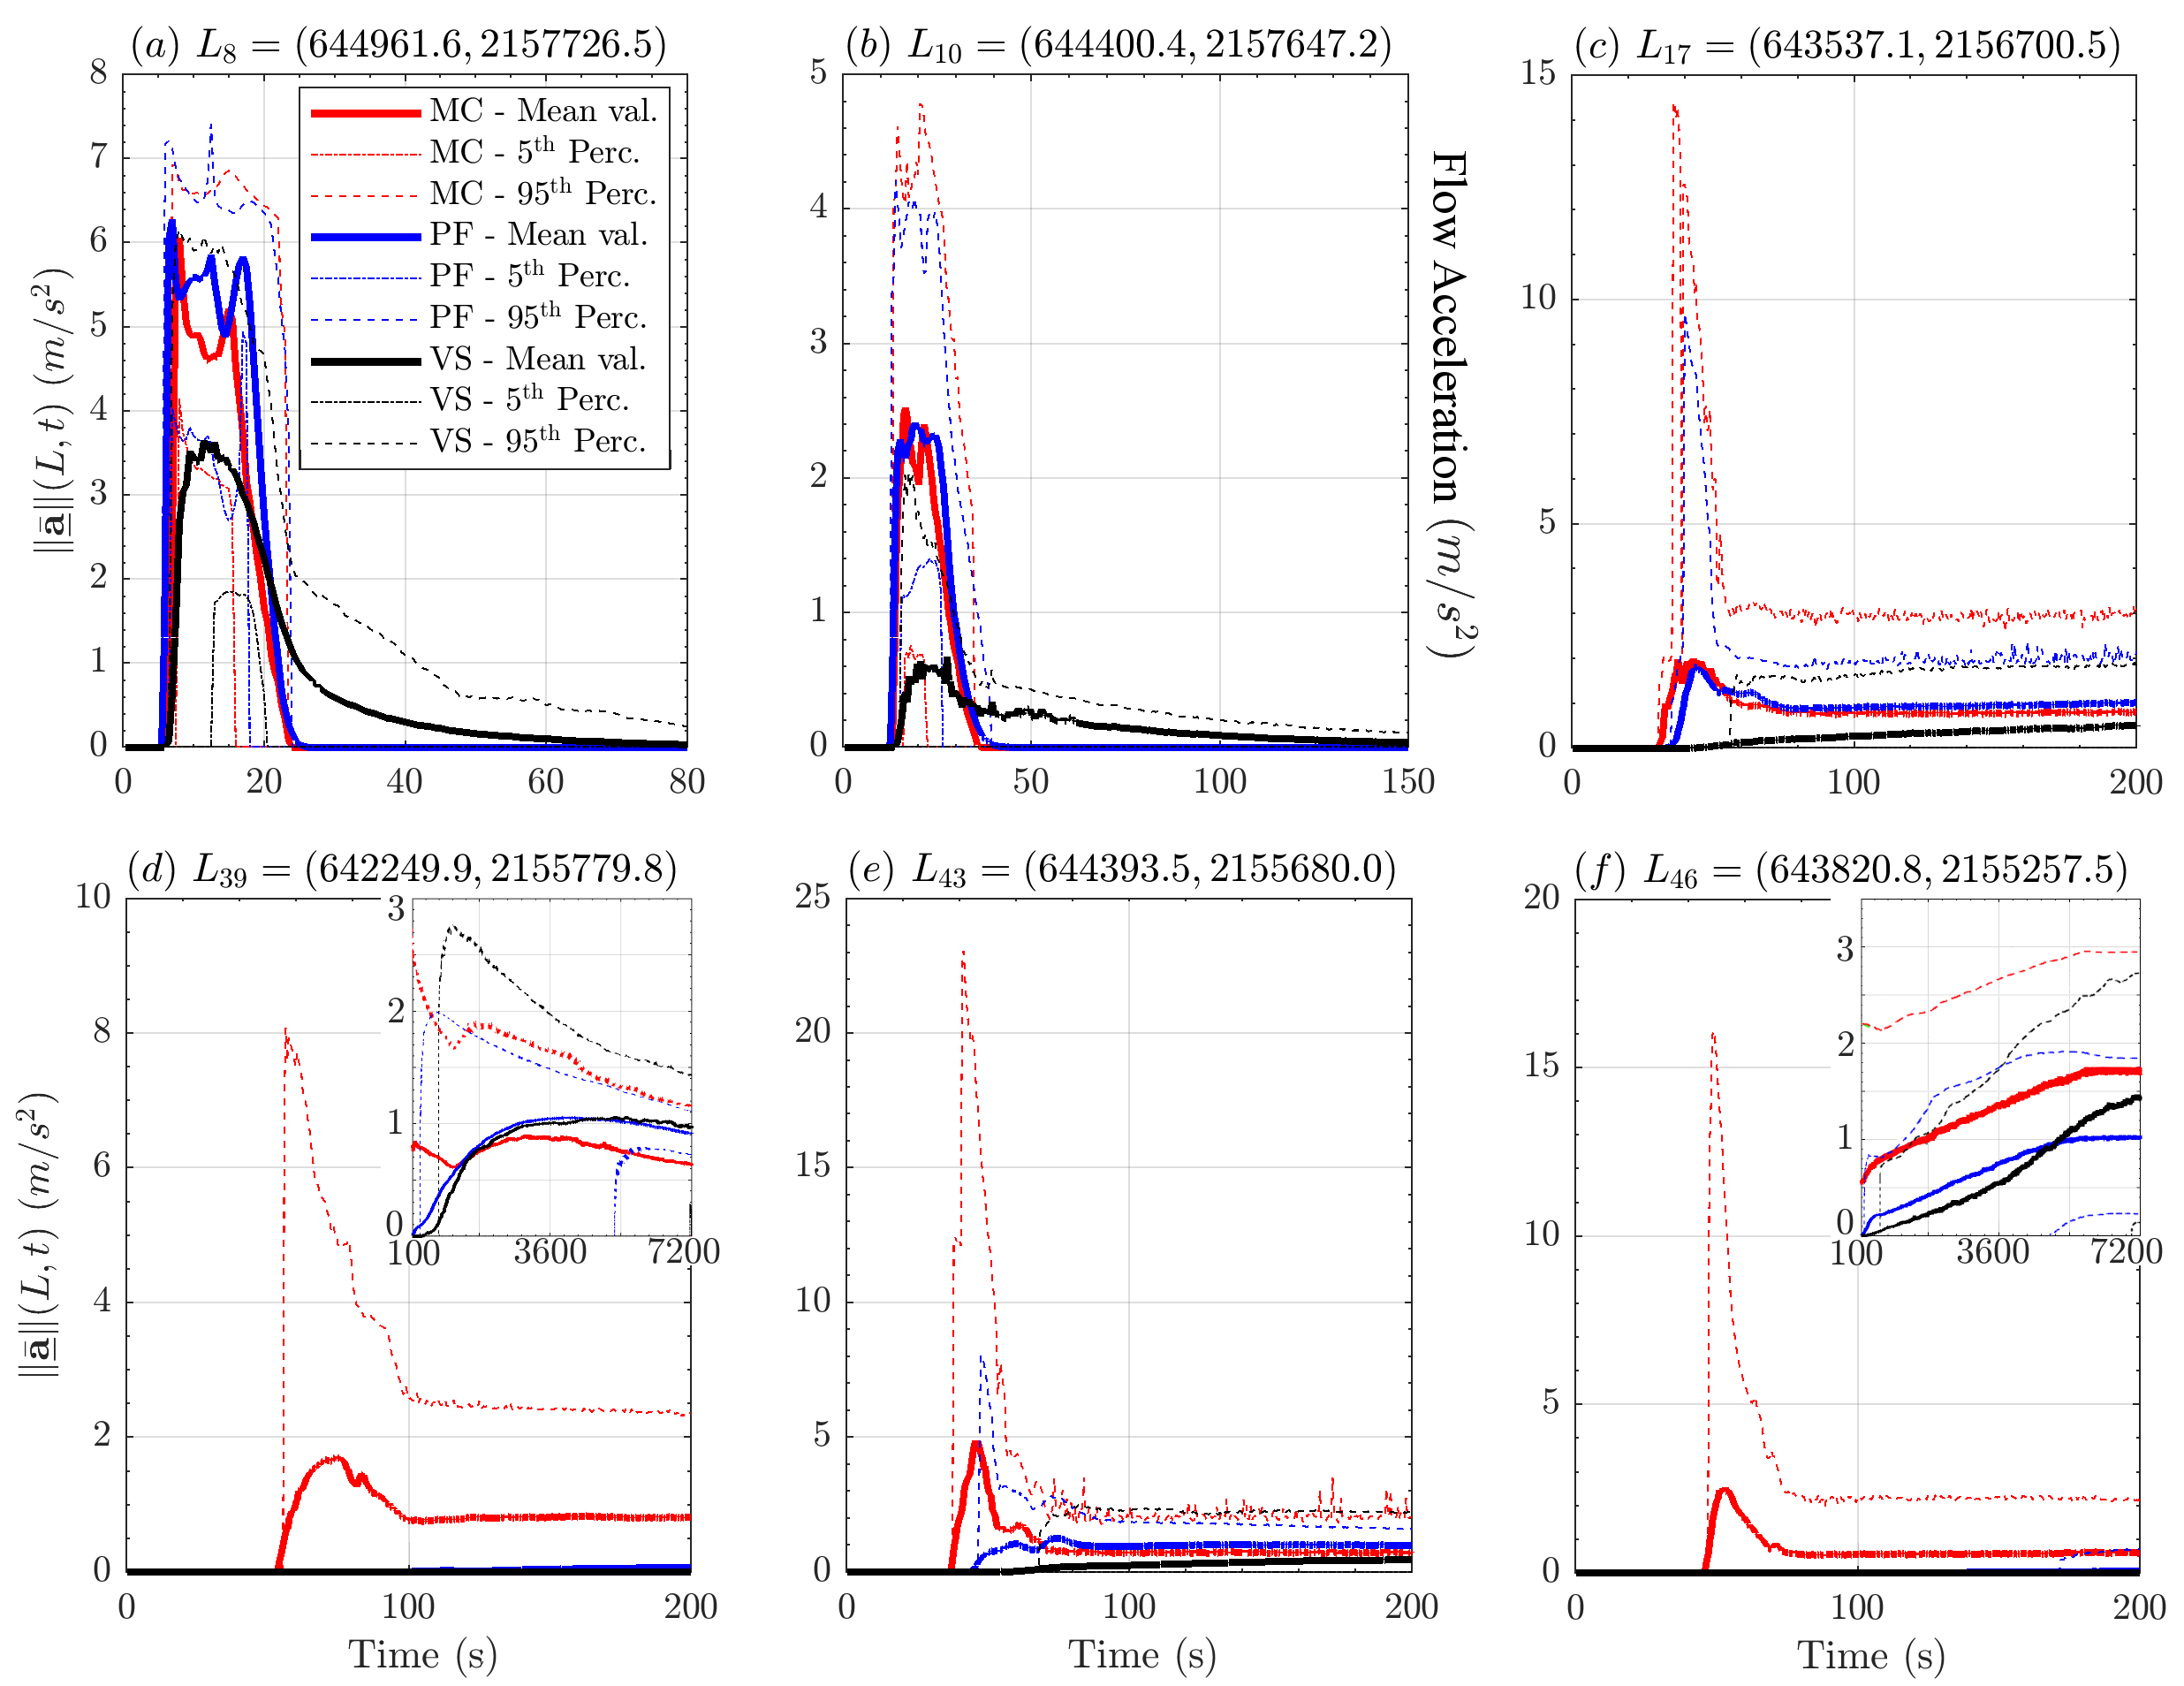 (a) L₈ = (644961.6, 2157726.5)
8
7
6
5
4
3
2
1
0
0 20 40 60 80
‖a̲̅‖(L, t) (m/s²)
MC - Mean val.
MC - 5ᵗʰ Perc.
MC - 95ᵗʰ Perc.
PF - Mean val.
PF - 5ᵗʰ Perc.
PF - 95ᵗʰ Perc.
VS - Mean val.
VS - 5ᵗʰ Perc.
VS - 95ᵗʰ Perc.
(b) L₁₀ = (644400.4, 2157647.2)
5
4
3
2
1
0
0 50 100 150
Flow Acceleration (m/s²)
(c) L₁₇ = (643537.1, 2156700.5)
15
10
5
0
0 100 200
(d) L₃₉ = (642249.9, 2155779.8)
10
8
6
4
2
0
0 100 200
‖a̲̅‖(L, t) (m/s²)
Time (s)
3
2
1
0
100 3600 7200
(e) L₄₃ = (644393.5, 2155680.0)
25
20
15
10
5
0
0 100 200
Time (s)
(f) L₄₆ = (643820.8, 2155257.5)
20
15
10
5
0
0 100 200
Time (s)
3
2
1
0
100 3600 7200